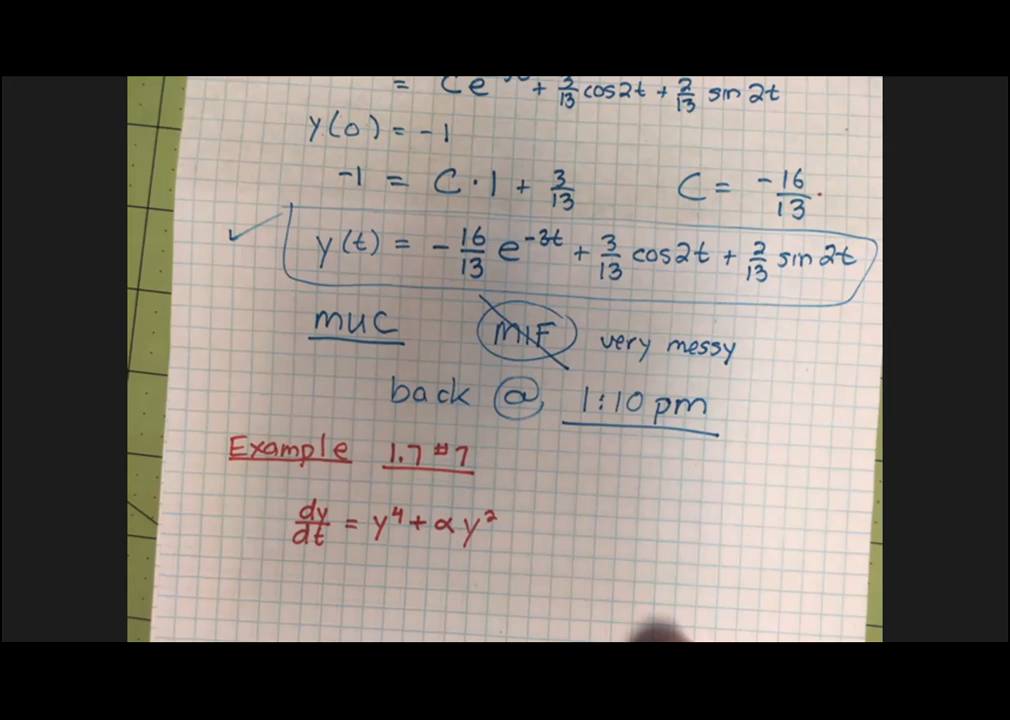 = Ce + 3/13 cos2t + 2/13 sin 2t
y(0) = -1
-1 = C · 1 + 3/13 C = -16/13.
✓ y(t) = - 16/13 e^-3t + 3/13 cos2t + 2/13 sin 2t
MUC MIF very messy
back @ 1:10 pm
Example 1.7 #7
dy/dt = y^4 + αy^2